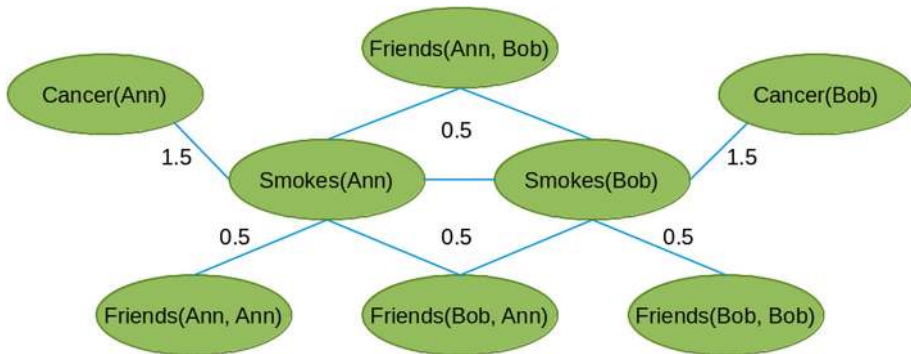 Friends(Ann, Bob)
Cancer(Ann)
Cancer(Bob)
0.5
1.5
1.5
Smokes(Ann)
Smokes(Bob)
0.5
0.5
0.5
Friends(Ann, Ann)
Friends(Bob, Ann)
Friends(Bob, Bob)